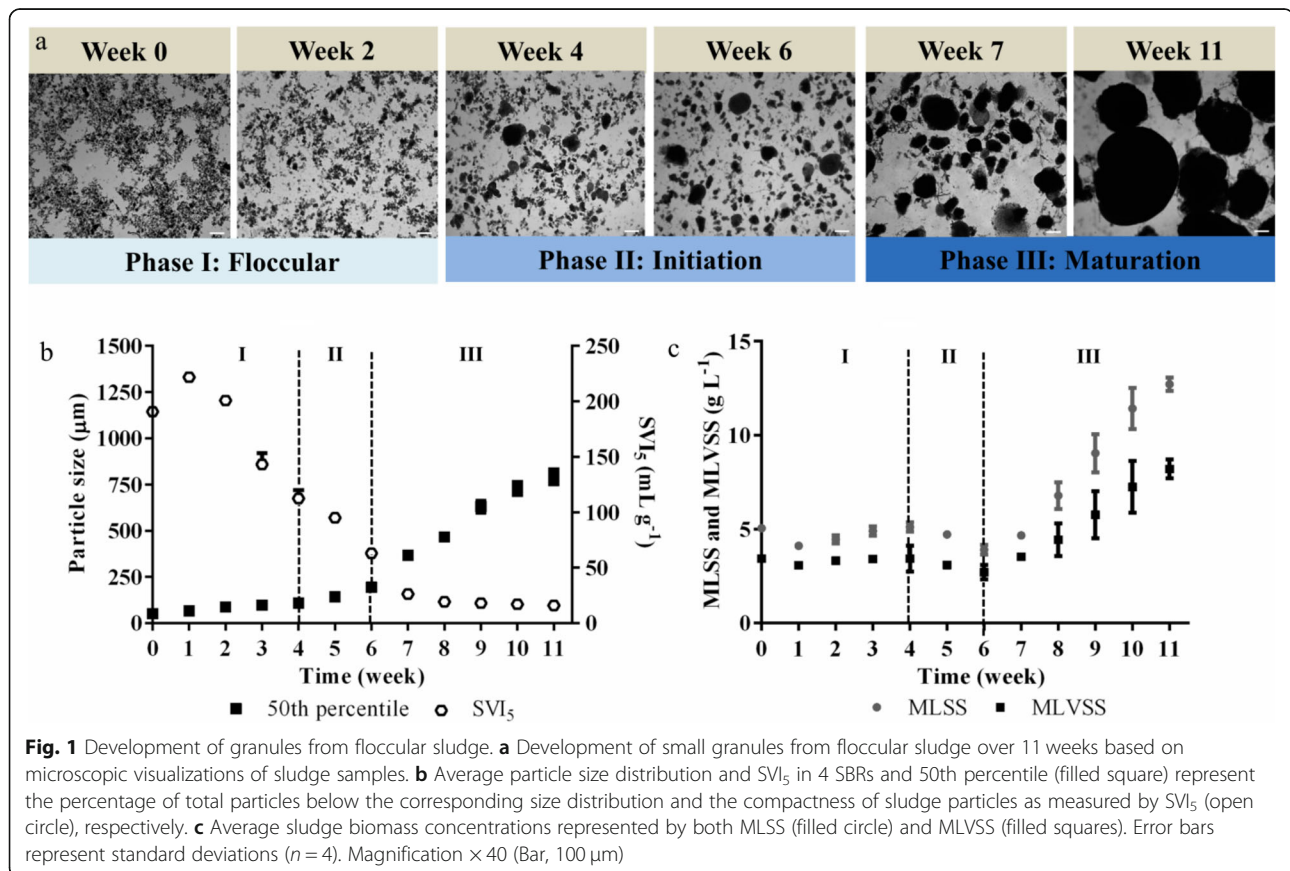 a
Week 0 Week 2 Week 4 Week 6 Week 7 Week 11
Phase I: Floccular Phase II: Initiation Phase III: Maturation
b
I II III
Particle size (µm)
1500
1250
1000
750
500
250
0
SVI₅ (mL g⁻¹)
250
200
150
100
50
0
0 1 2 3 4 5 6 7 8 9 10 11
Time (week)
50th percentile SVI₅
c
I II III
MLSS and MLVSS (g L⁻¹)
15
10
5
0
0 1 2 3 4 5 6 7 8 9 10 11
Time (week)
MLSS
MLVSS
Fig. 1 Development of granules from floccular sludge. a Development of small granules from floccular sludge over 11 weeks based on
microscopic visualizations of sludge samples. b Average particle size distribution and SVI₅ in 4 SBRs and 50th percentile (filled square) represent
the percentage of total particles below the corresponding size distribution and the compactness of sludge particles as measured by SVI₅ (open
circle), respectively. c Average sludge biomass concentrations represented by both MLSS (filled circle) and MLVSS (filled squares). Error bars
represent standard deviations (n = 4). Magnification × 40 (Bar, 100 µm)